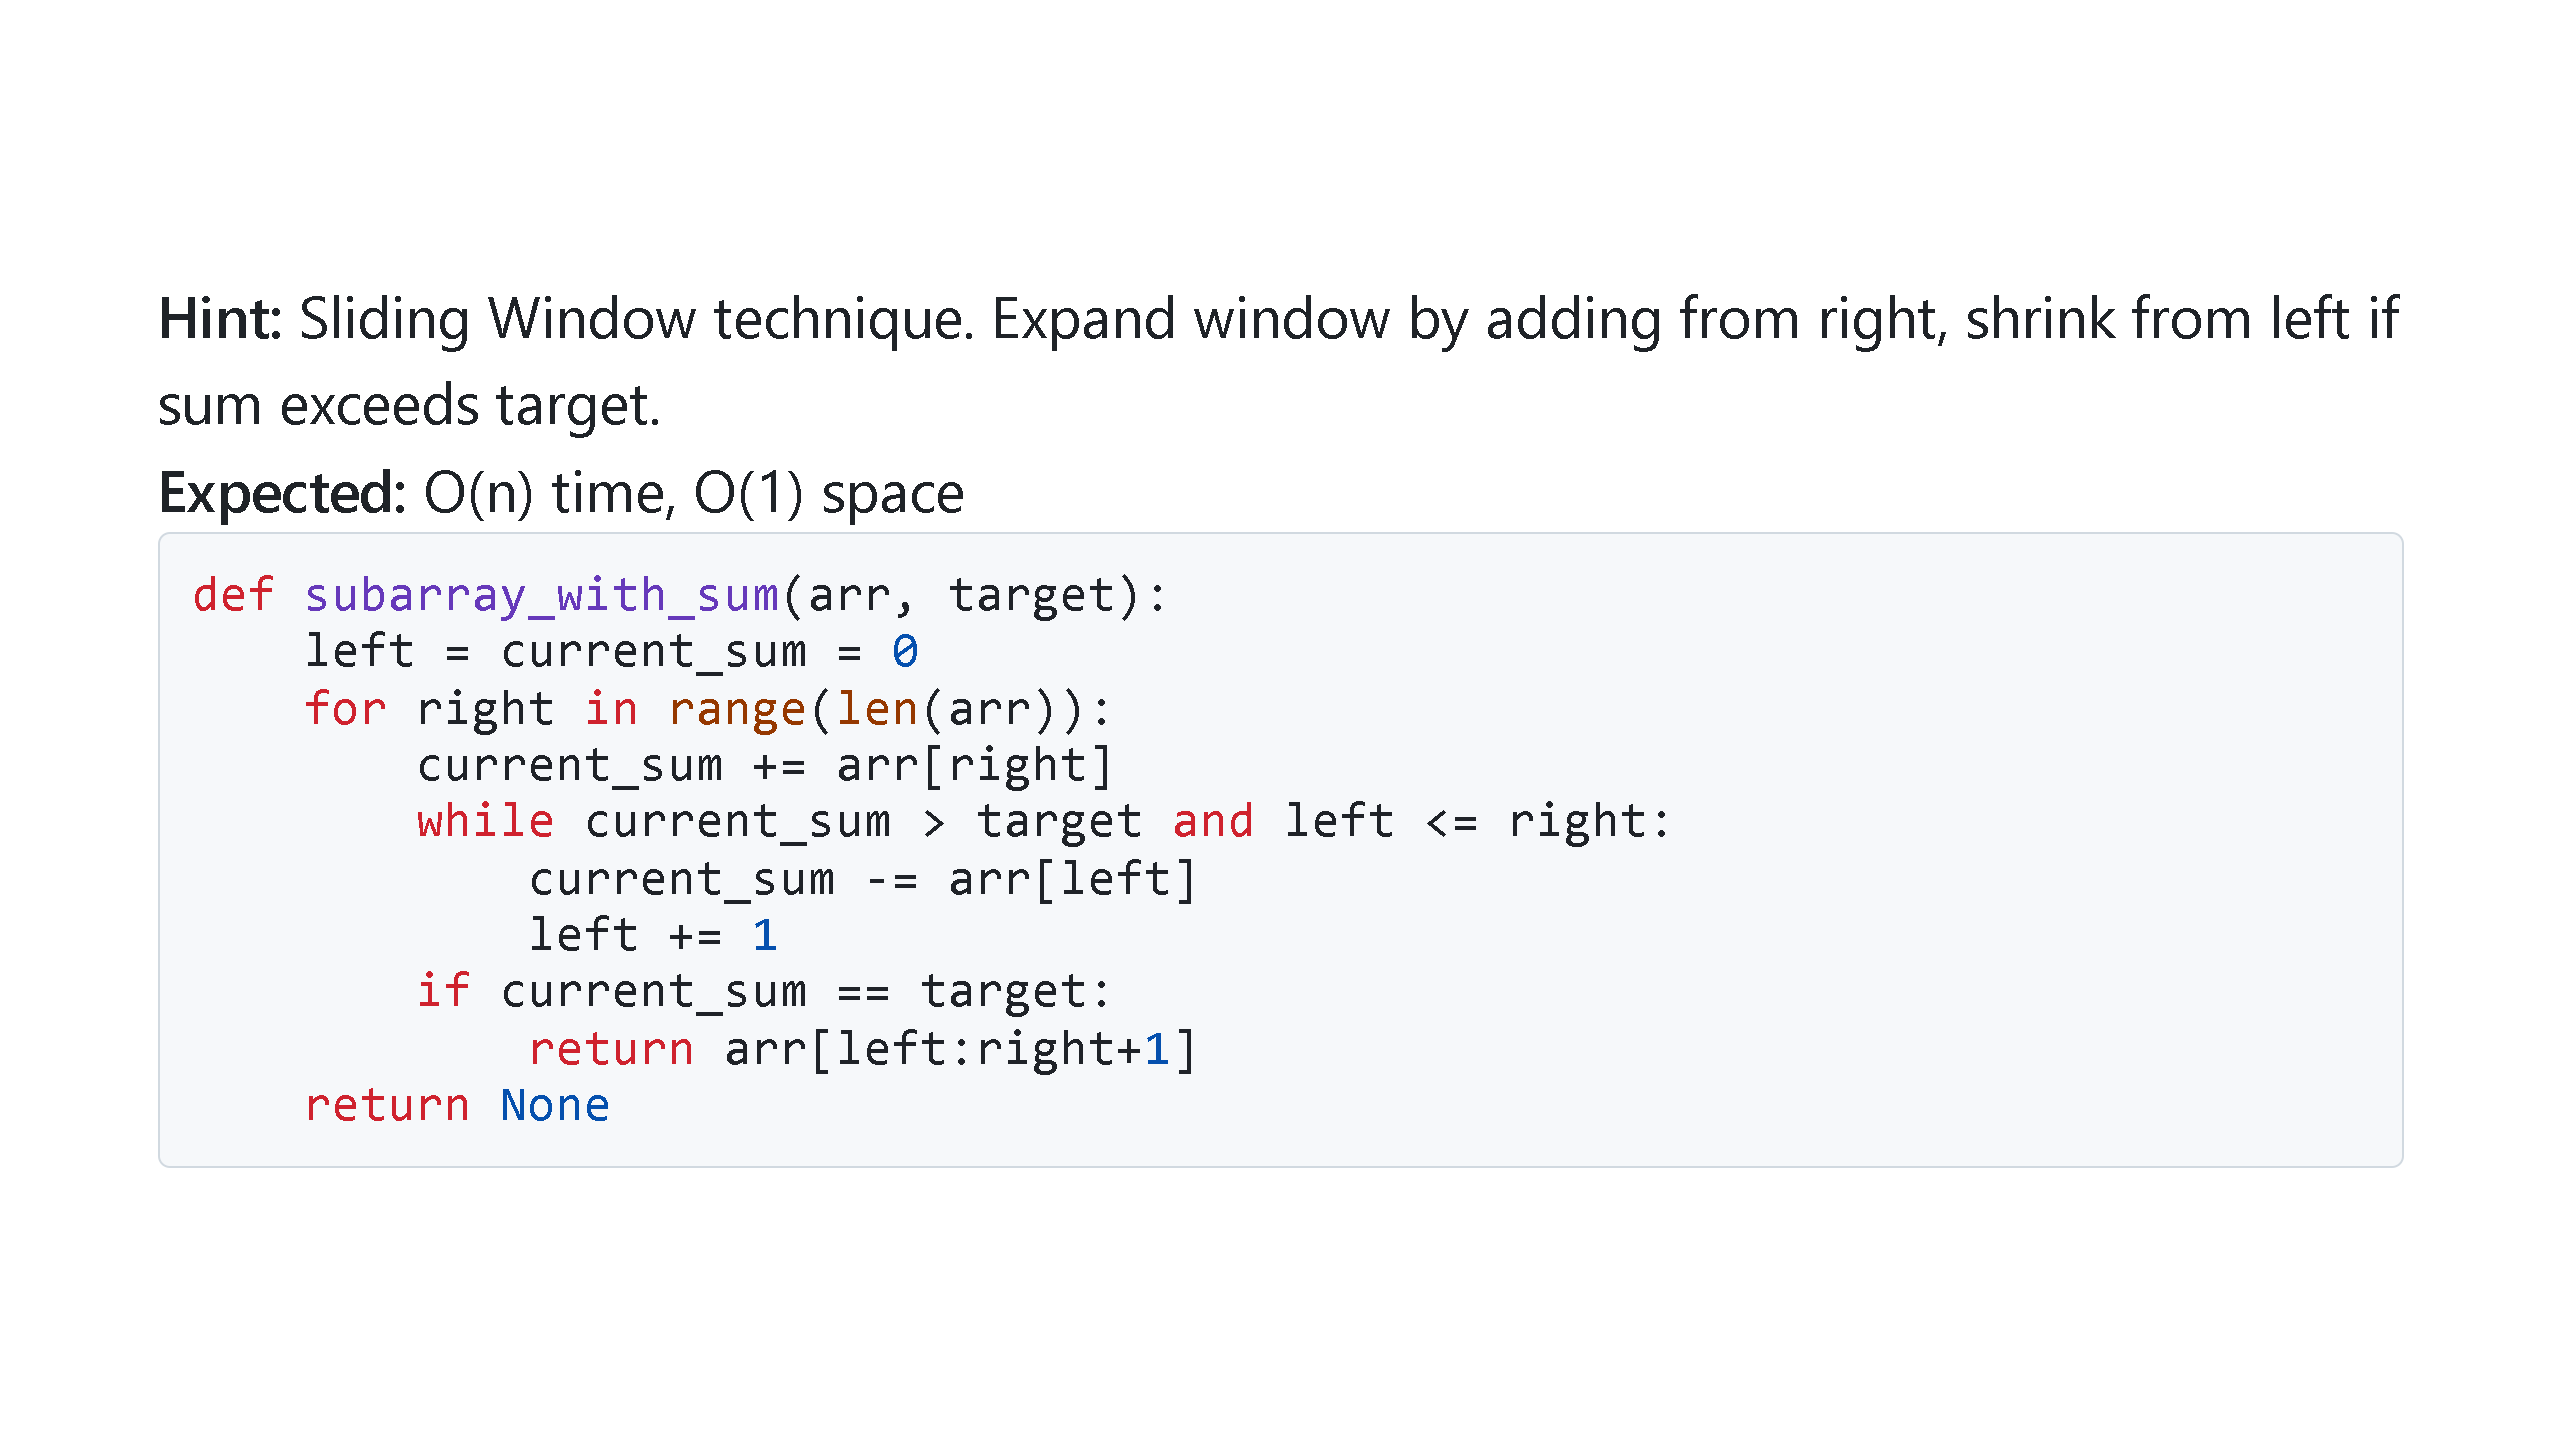 Hint: Sliding Window technique. Expand window by adding from right, shrink from left if
sum exceeds target.
Expected: O(n) time, O(1) space
def subarray_with_sum(arr, target):
    left = current_sum = 0
    for right in range(len(arr)):
        current_sum += arr[right]
        while current_sum > target and left <= right:
            current_sum -= arr[left]
            left += 1
        if current_sum == target:
            return arr[left:right+1]
    return None